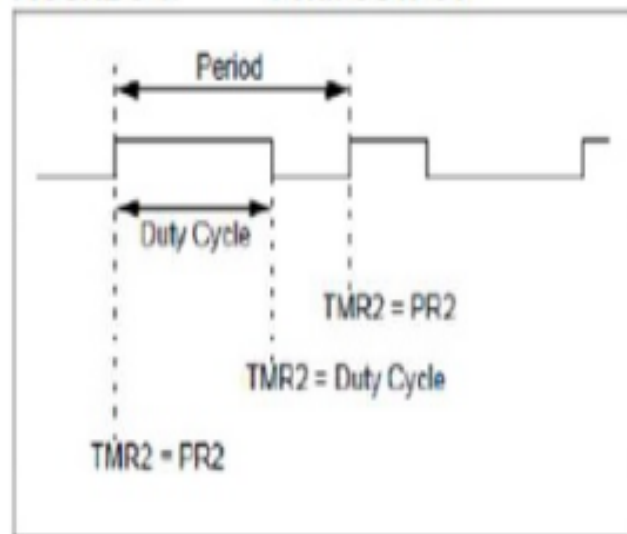 Period
Duty Cycle
TMR2 = PR2
TMR2 = Duty Cycle
TMR2 = PR2